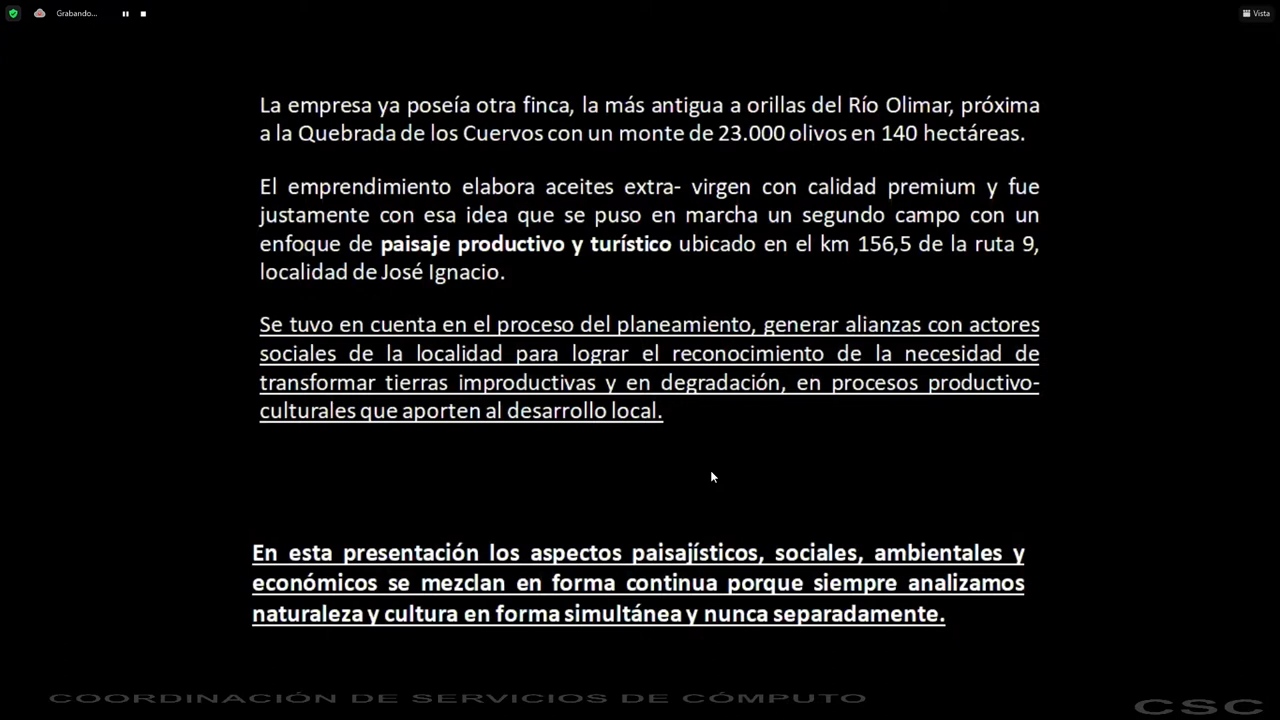 Grabando...
Vista
La empresa ya poseía otra finca, la más antigua a orillas del Río Olimar, próxima
a la Quebrada de los Cuervos con un monte de 23.000 olivos en 140 hectáreas.
El emprendimiento elabora aceites extra- virgen con calidad premium y fue
justamente con esa idea que se puso en marcha un segundo campo con un
enfoque de paisaje productivo y turístico ubicado en el km 156,5 de la ruta 9,
localidad de José Ignacio.
Se tuvo en cuenta en el proceso del planeamiento, generar alianzas con actores
sociales de la localidad para lograr el reconocimiento de la necesidad de
transformar tierras improductivas y en degradación, en procesos productivo-
culturales que aporten al desarrollo local.
En esta presentación los aspectos paisajísticos, sociales, ambientales y
económicos se mezclan en forma continua porque siempre analizamos
naturaleza y cultura en forma simultánea y nunca separadamente.
COORDINACIÓN DE SERVICIOS DE CÓMPUTO
CSC